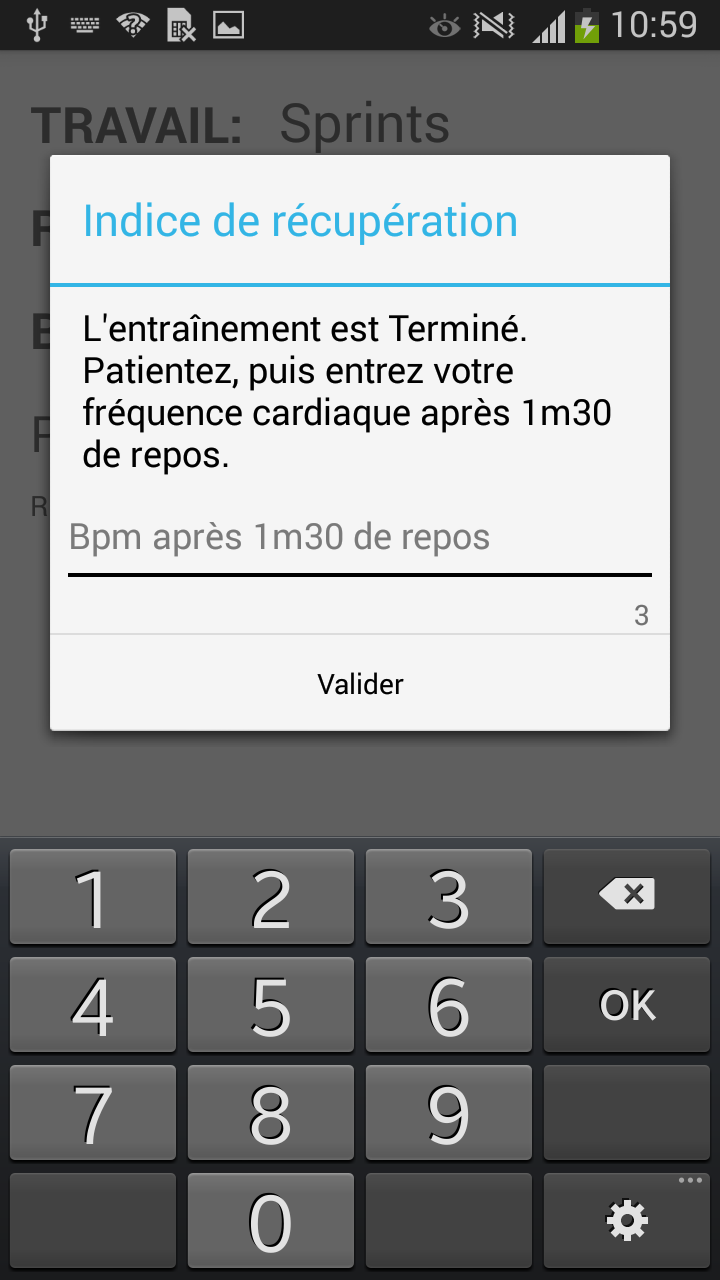 10:59
TRAVAIL: Sprints
Indice de récupération
L'entraînement est Terminé.
Patientez, puis entrez votre
fréquence cardiaque après 1m30
de repos.
Bpm après 1m30 de repos
3
Valider
1 2 3
4 5 6 OK
7 8 9
0